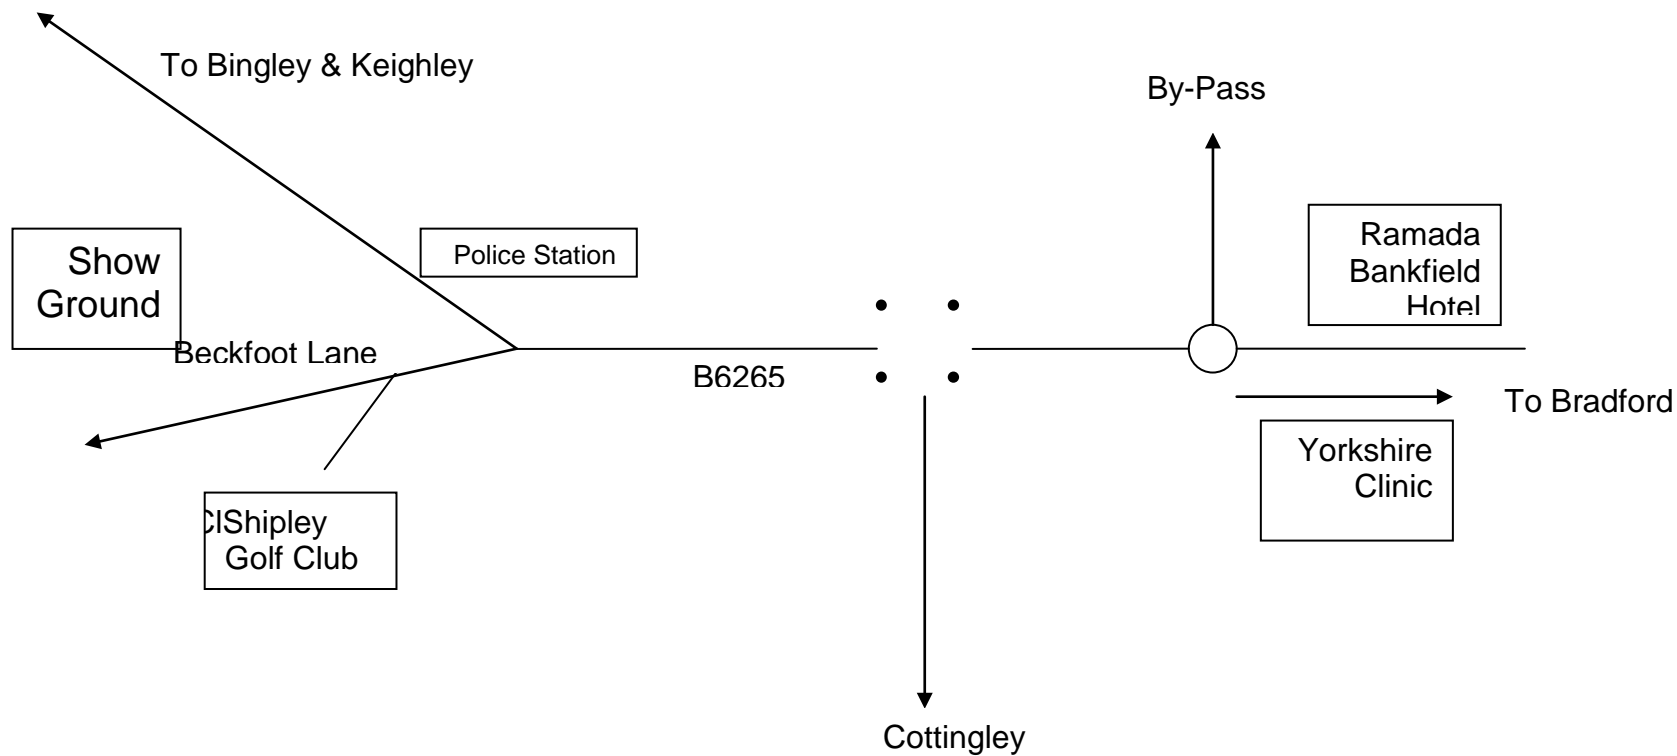 To Bingley & Keighley
By-Pass
Show
Ground
Police Station
Ramada
Bankfield
Hotel
Beckfoot Lane
B6265
To Bradford
Yorkshire
Clinic
ClShipley
Golf Club
Cottingley